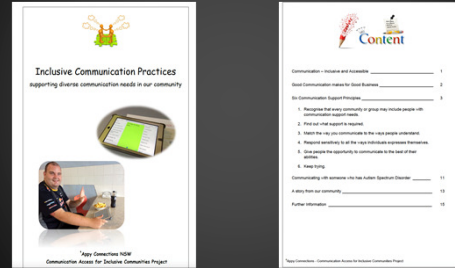 Inclusive Communication Practices
supporting diverse communication needs in our community
'Appy Connections NSW
Communication Access for Inclusive Communities Project
Content
Communication – Inclusive and Accessible 1
Good Communication makes for Good Business 2
Six Communication Support Principles 3
1. Recognise that every community or group may include people with
communication support needs.
2. Find out what support is required.
3. Match the way you communicate to the ways people understand.
4. Respond sensitively to all the ways individuals expresses themselves.
5. Give people the opportunity to communicate to the best of their
abilities.
6. Keep trying.
Communicating with someone who has Autism Spectrum Disorder 11
A story from our community 13
Further Information 15
'Appy Connections - Communication Access for Inclusive Communities Project